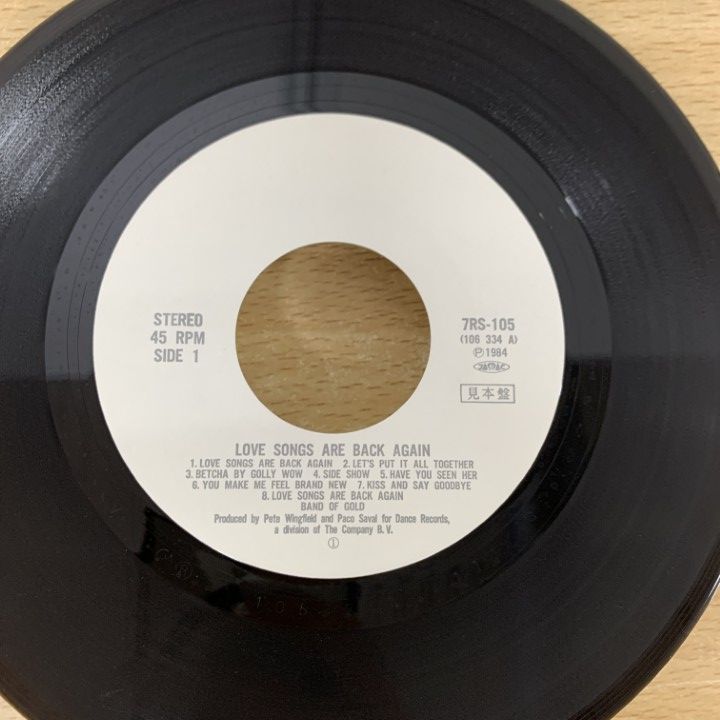 STEREO
45 RPM
SIDE 1
7RS-105
(106 334 A)
Ⓟ1984
JASRAC
見本盤
LOVE SONGS ARE BACK AGAIN
1. LOVE SONGS ARE BACK AGAIN 2. LET'S PUT IT ALL TOGETHER
3. BETCHA BY GOLLY WOW 4. SIDE SHOW 5. HAVE YOU SEEN HER
6. YOU MAKE ME FEEL BRAND NEW 7. KISS AND SAY GOODBYE
8. LOVE SONGS ARE BACK AGAIN
BAND OF GOLD
Produced by Pete Wingfield and Paco Saval for Dance Records,
a division of The Company B. V.
①